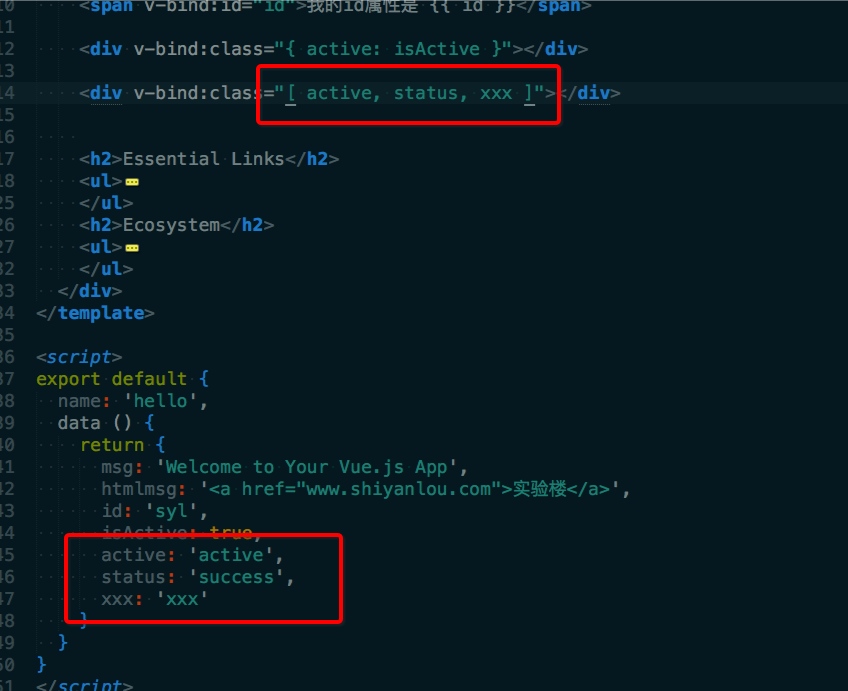 10 <span v-bind:id="id">我的id属性是 {{ id }}</span>
11
12 <div v-bind:class="{ active: isActive }"></div>
13
14 <div v-bind:class="[ active, status, xxx ]"></div>
15
16
17 <h2>Essential Links</h2>
18 <ul>
25 </ul>
26 <h2>Ecosystem</h2>
27 <ul>
32 </ul>
33 </div>
34 </template>
35
36 <script>
37 export default {
38 name: 'hello',
39 data () {
40 return {
41 msg: 'Welcome to Your Vue.js App',
42 htmlmsg: '<a href="www.shiyanlou.com">实验楼</a>',
43 id: 'syl',
44 isActive: true,
45 active: 'active',
46 status: 'success',
47 xxx: 'xxx'
48 }
49 }
50 }
51 </script>